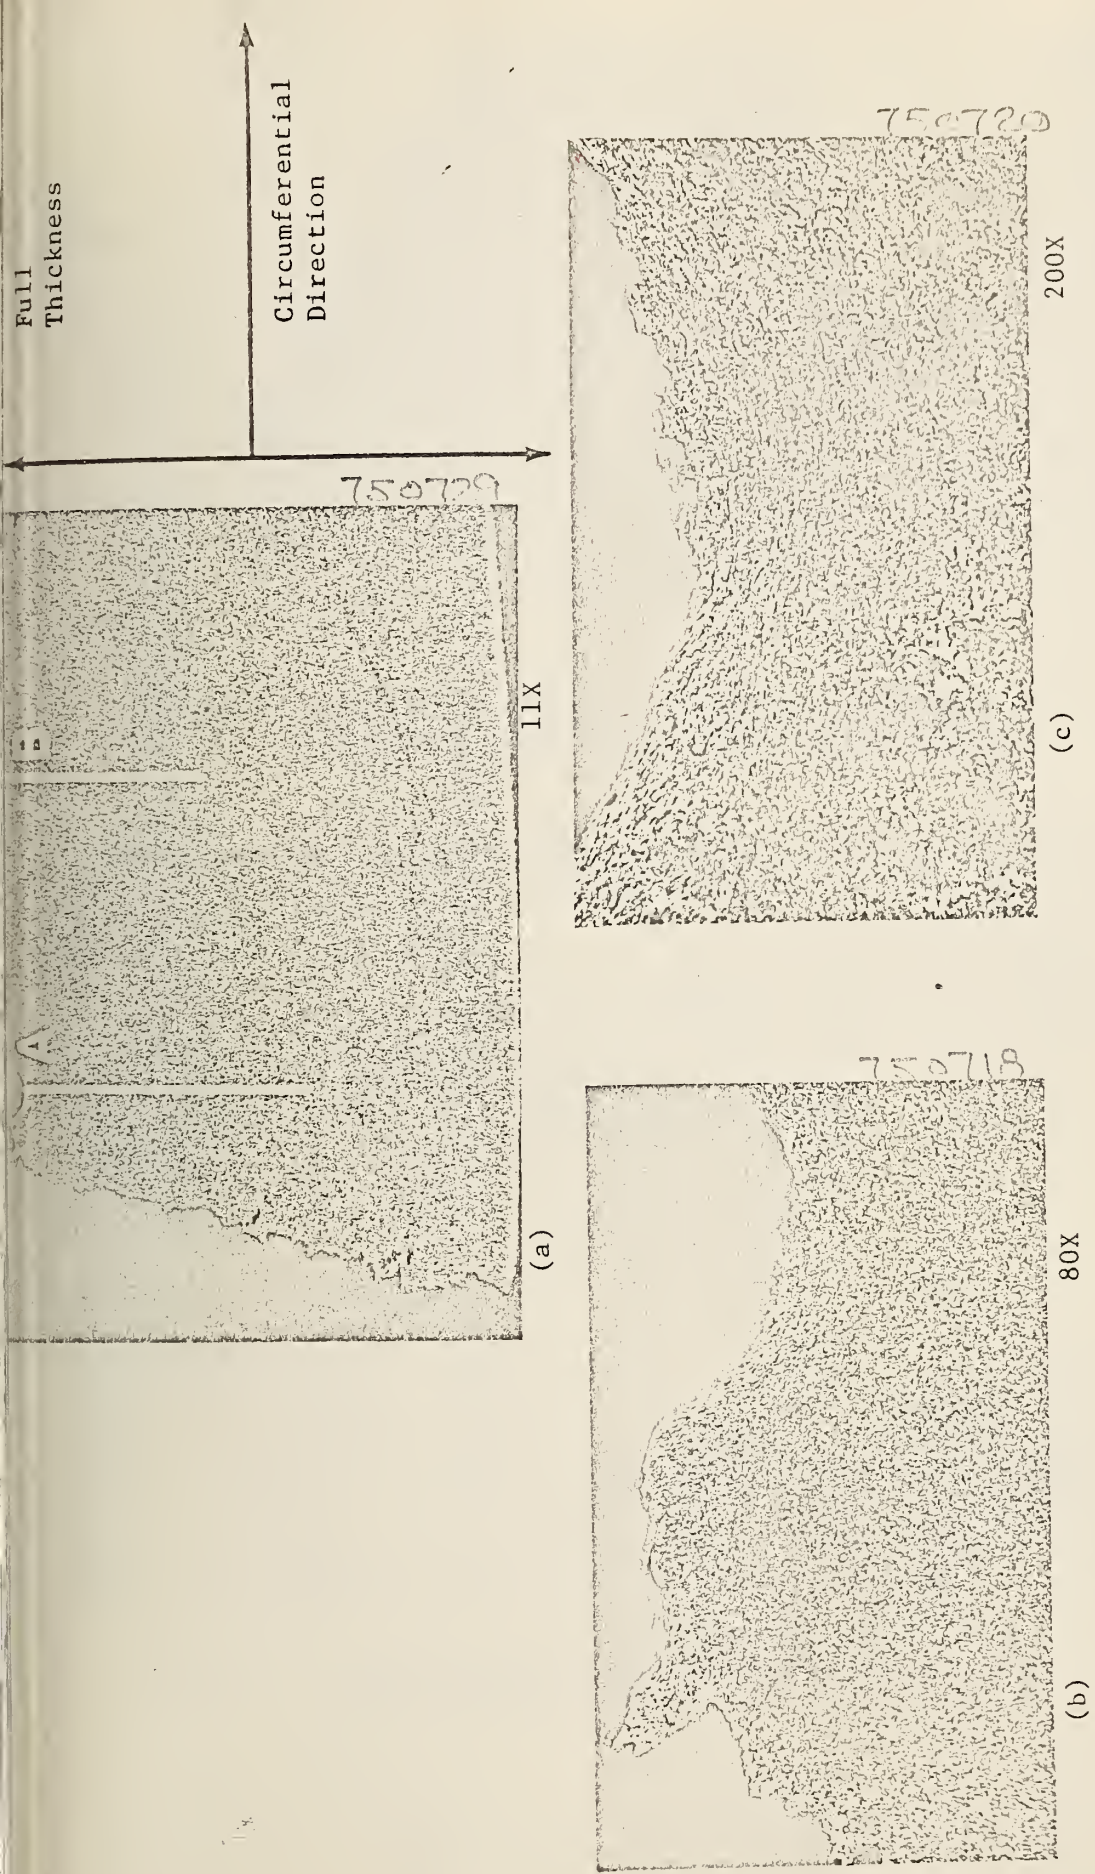 Full
Thickness
Circumferential
Direction
750729
A
B
11X
(a)
750718
80X
(b)
750720
200X
(c)